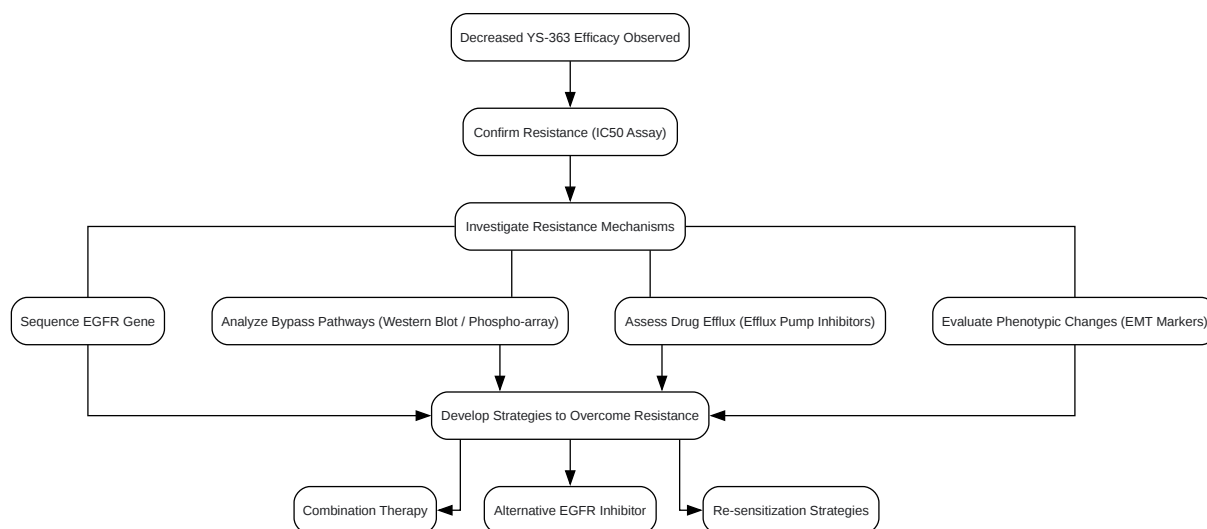 Decreased YS-363 Efficacy Observed
Confirm Resistance (IC50 Assay)
Investigate Resistance Mechanisms
Sequence EGFR Gene
Analyze Bypass Pathways (Western Blot / Phospho-array)
Assess Drug Efflux (Efflux Pump Inhibitors)
Evaluate Phenotypic Changes (EMT Markers)
Develop Strategies to Overcome Resistance
Combination Therapy
Alternative EGFR Inhibitor
Re-sensitization Strategies